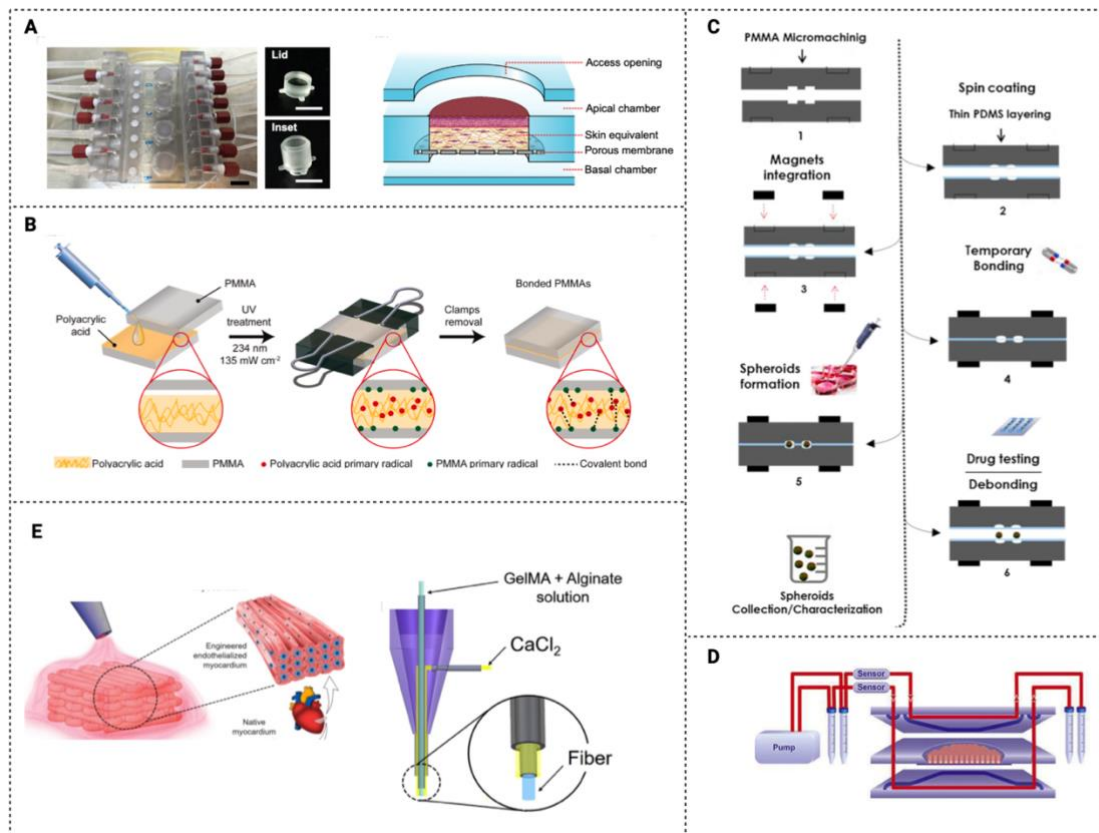 A
Lid
Inset
Access opening
Apical chamber
Skin equivalent
Porous membrane
Basal chamber
B
PMMA
Polyacrylic
acid
UV
treatment
234 nm
135 mW cm⁻²
Clamps
removal
Bonded PMMAs
Polyacrylic acid
PMMA
Polyacrylic acid primary radical
PMMA primary radical
Covalent bond
C
PMMA Micromachinig
1
Spin coating
Thin PDMS layering
2
Magnets
integration
3
Temporary
Bonding
4
Spheroids
formation
5
Drug testing
Debonding
6
Spheroids
Collection/Characterization
D
Sensor
Sensor
Pump
E
Engineered
endothelialized
myocardium
Native
myocardium
GelMA + Alginate
solution
CaCl₂
Fiber